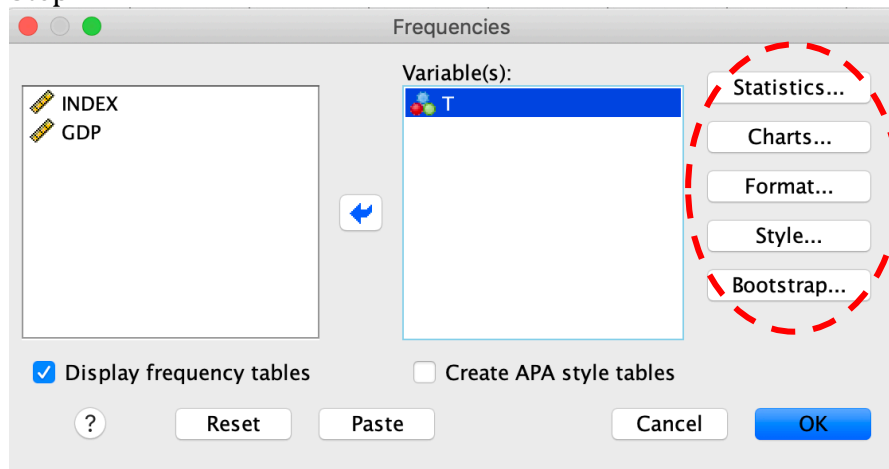 Frequencies
Variable(s):
INDEX
GDP
T
Statistics...
Charts...
Format...
Style...
Bootstrap...
Display frequency tables
Create APA style tables
?
Reset
Paste
Cancel
OK